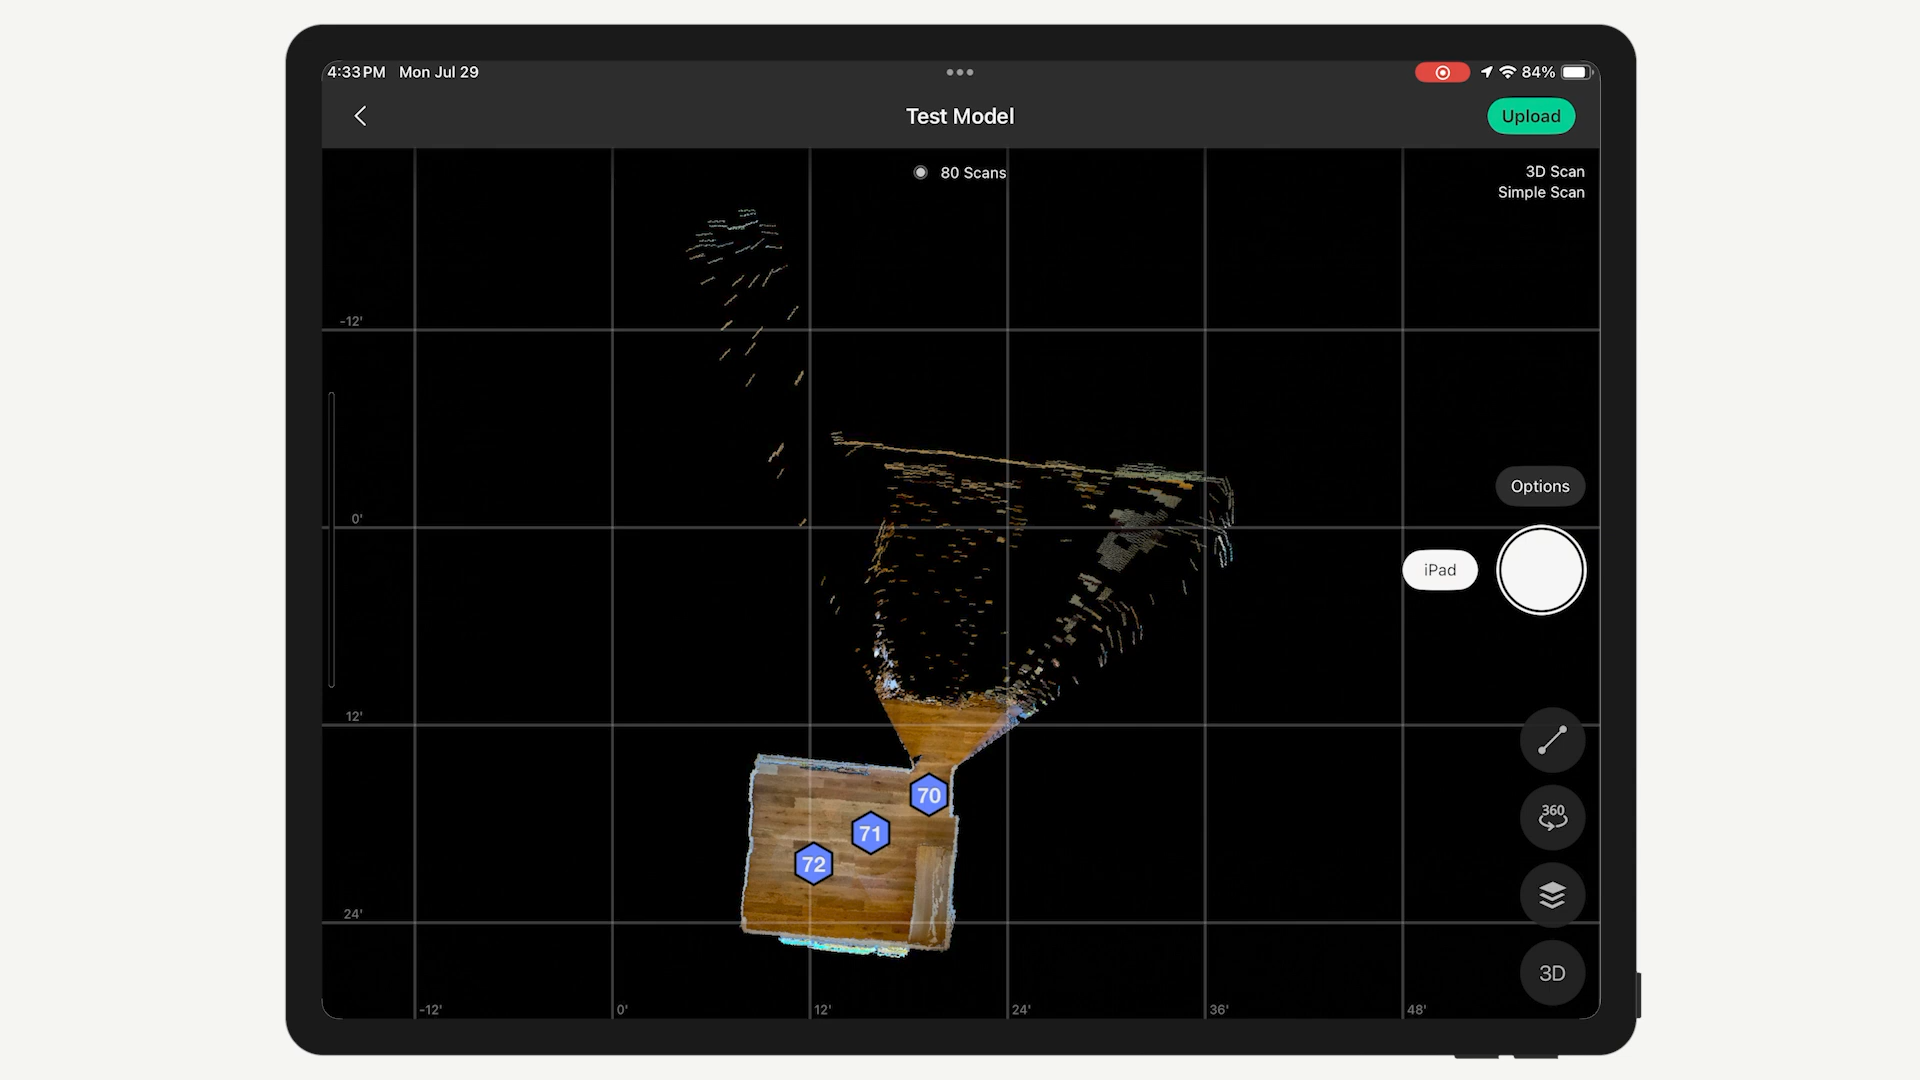 4:33 PM Mon Jul 29
84%
Test Model
Upload
80 Scans
3D Scan
Simple Scan
-12'
0'
12'
24'
Options
iPad
70
71
72
360
3D
-12'
0'
12'
24'
36'
48'